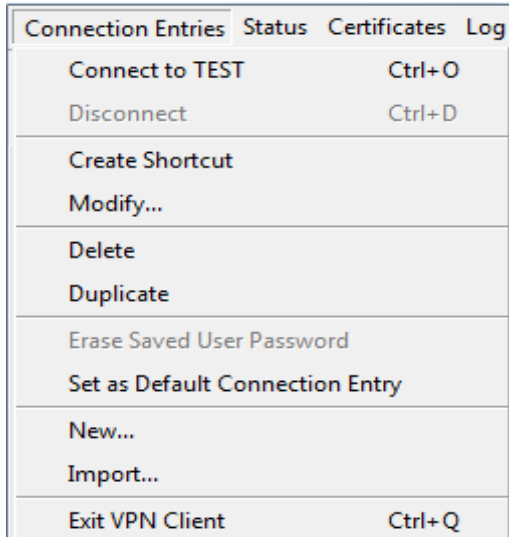 Connection Entries Status Certificates Log
Connect to TEST Ctrl+O
Disconnect Ctrl+D
Create Shortcut
Modify...
Delete
Duplicate
Erase Saved User Password
Set as Default Connection Entry
New...
Import...
Exit VPN Client Ctrl+Q